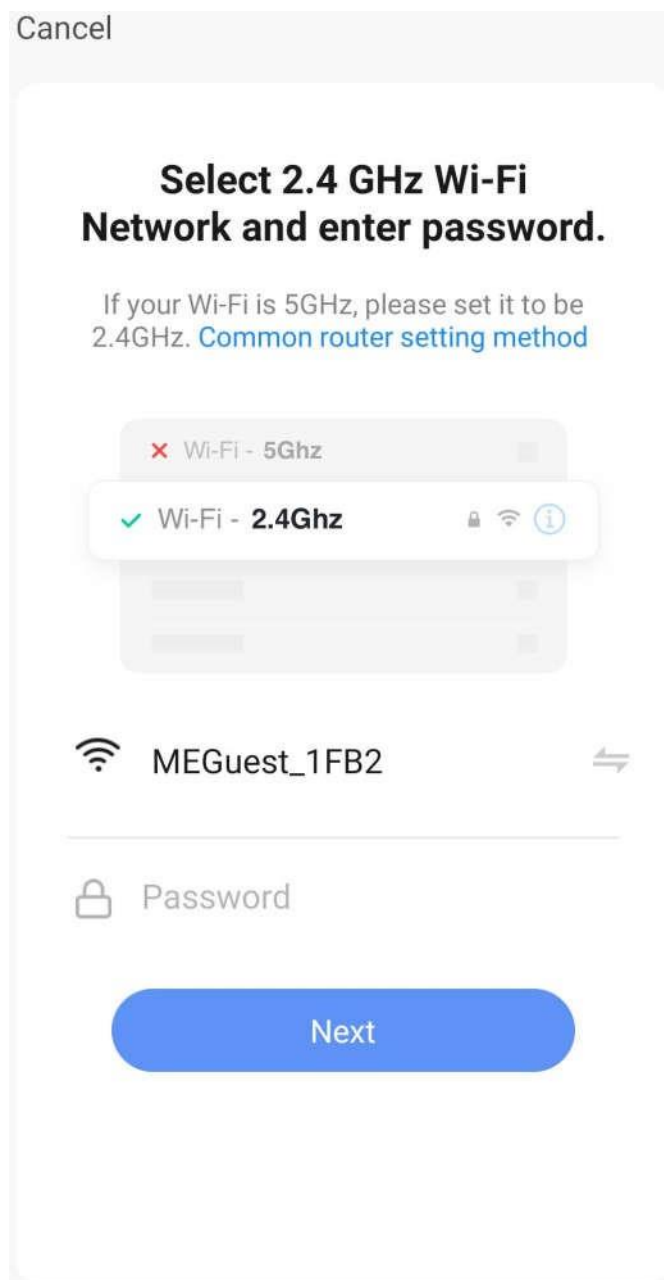 Cancel
Select 2.4 GHz Wi-Fi
Network and enter password.
If your Wi-Fi is 5GHz, please set it to be
2.4GHz. Common router setting method
Wi-Fi - 5Ghz
Wi-Fi - 2.4Ghz
MEGuest_1FB2
Password
Next